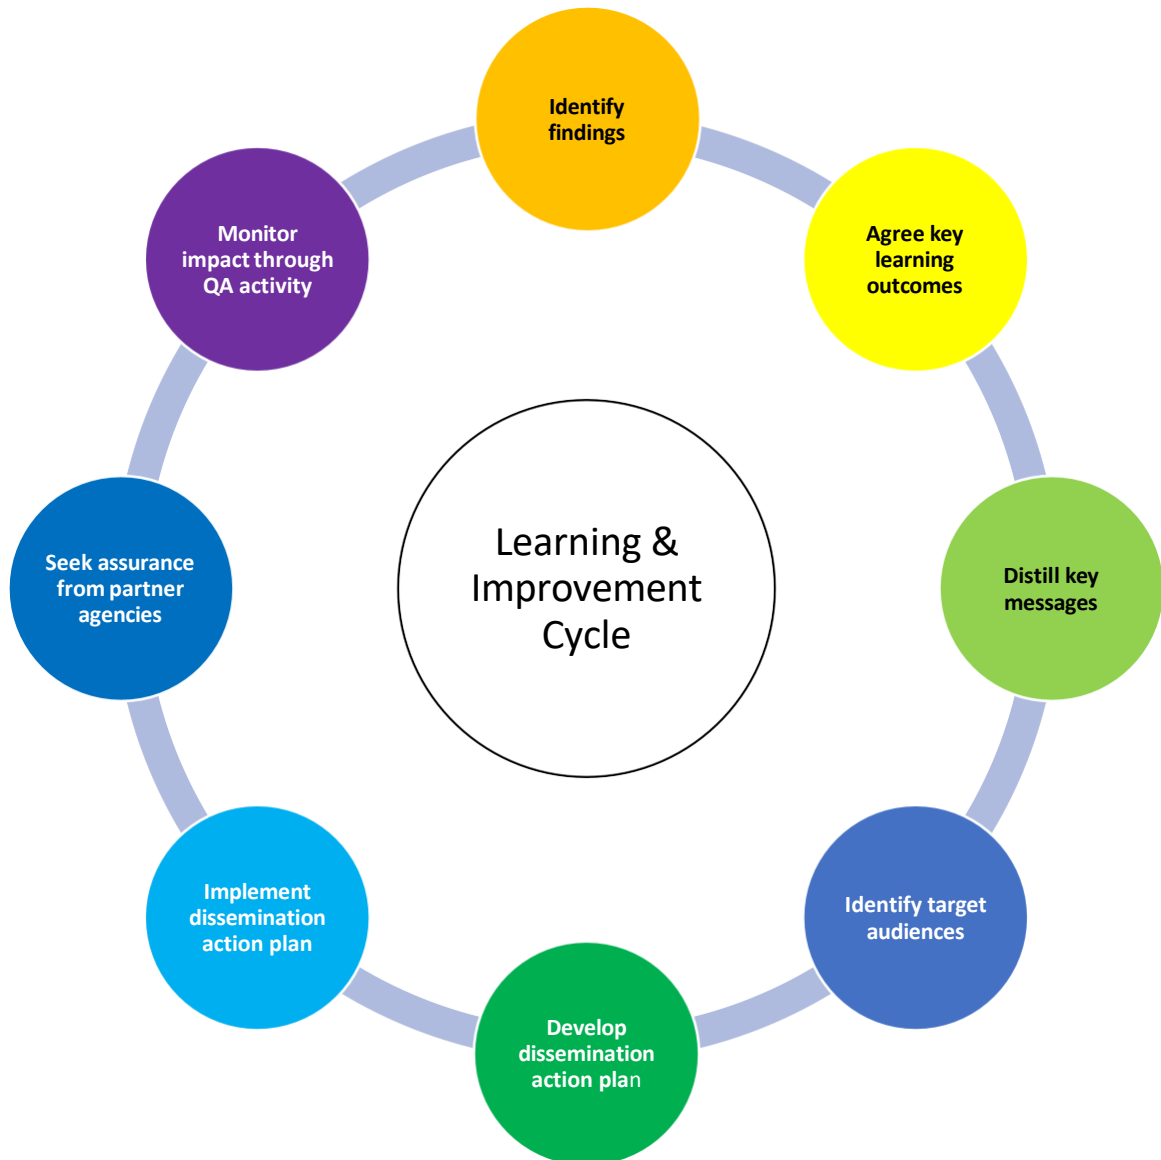 Identify
findings
Agree key
learning
outcomes
Distill key
messages
Identify target
audiences
Develop
dissemination
action plan
Implement
dissemination
action plan
Seek assurance
from partner
agencies
Monitor
impact through
QA activity
Learning &
Improvement
Cycle